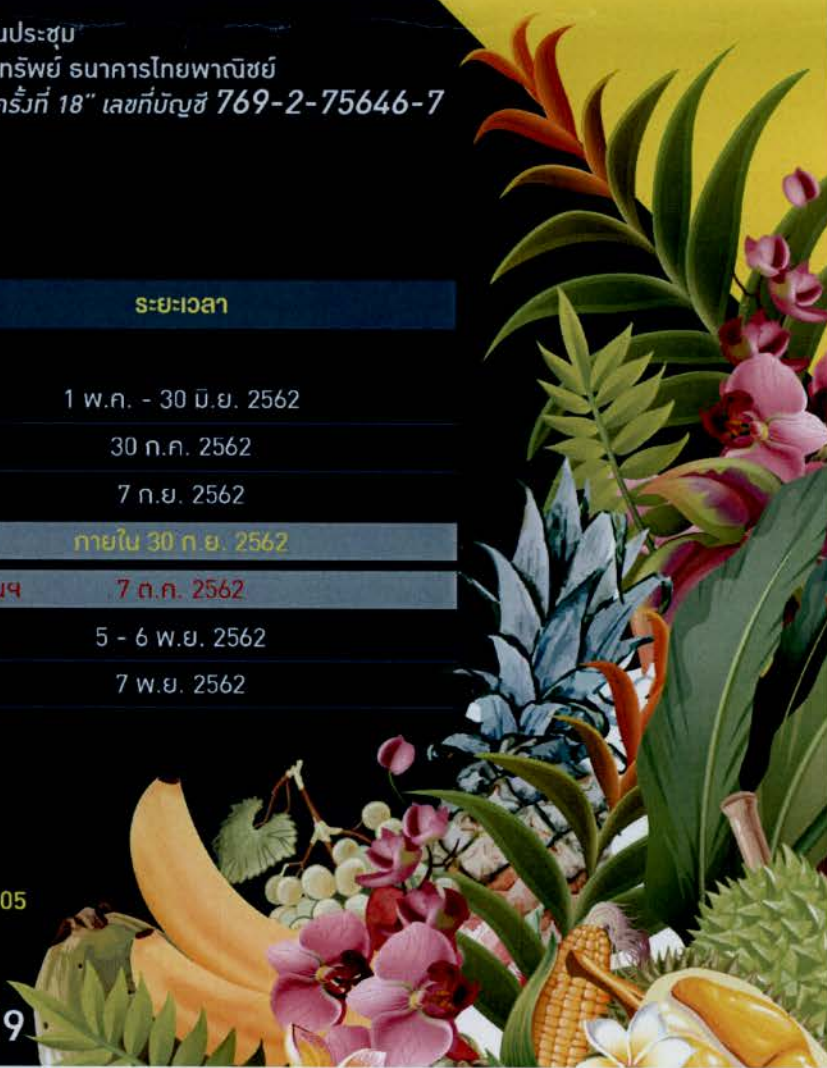 นประชุม
ทรัพย์ ธนาคารไทยพาณิชย์
ครั้งที่ 18" เลขที่บัญชี 769-2-75646-7
ระยะเวลา
1 พ.ค. - 30 มิ.ย. 2562
30 ก.ค. 2562
7 ก.ย. 2562
ภายใน 30 ก.ย. 2562
นฯ 7 ต.ค. 2562
5 - 6 พ.ย. 2562
7 พ.ย. 2562
05
9